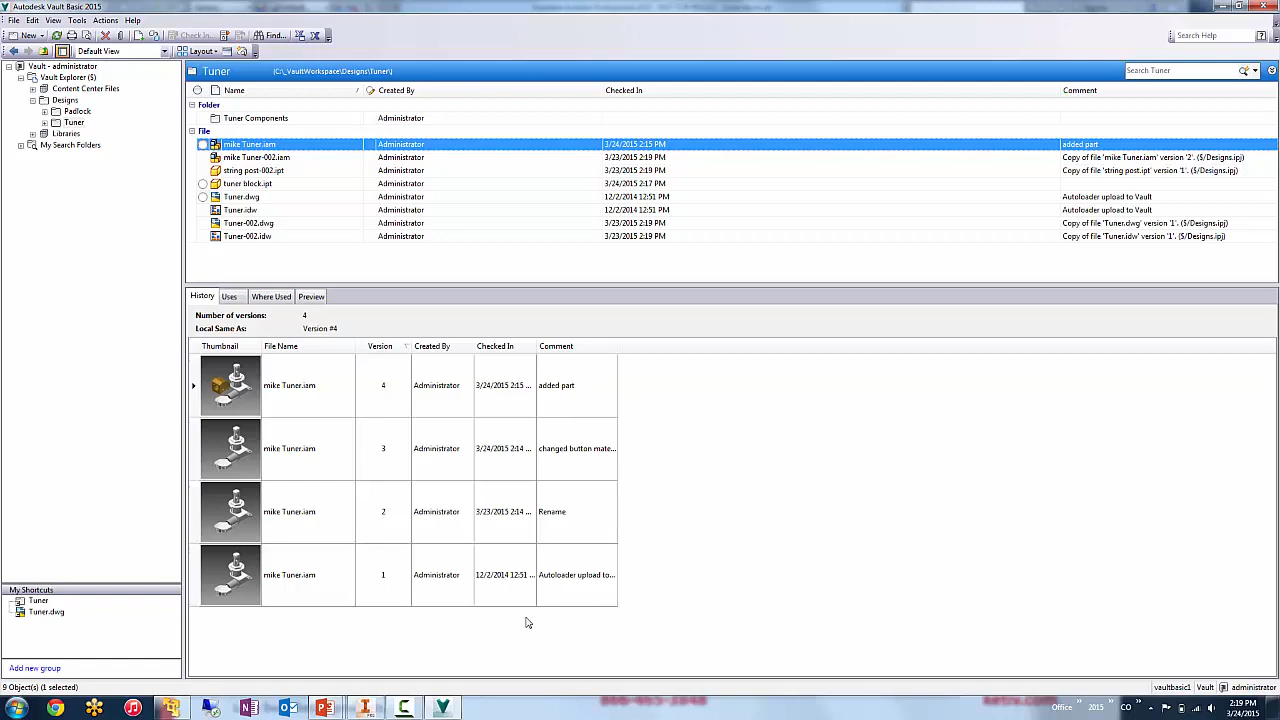 Autodesk Vault Basic 2015
File Edit View Tools Actions Help
New Check In... Find...
Default View Layout Search Help
Vault - administrator
Vault Explorer ($)
Content Center Files
Designs
Padlock
Tuner
Libraries
My Search Folders
Tuner (C:\_VaultWorkspace\Designs\Tuner\) Search Tuner
Name / Created By Checked In Comment
Folder
Tuner Components Administrator
File
mike Tuner.iam Administrator 3/24/2015 2:15 PM added part
mike Tuner-002.iam Administrator 3/23/2015 2:19 PM Copy of file 'mike Tuner.iam' version '2'. ($/Designs.ipj)
string post-002.ipt Administrator 3/23/2015 2:19 PM Copy of file 'string post.ipt' version '1'. ($/Designs.ipj)
tuner block.ipt Administrator 3/24/2015 2:17 PM
Tuner.dwg Administrator 12/2/2014 12:51 PM Autoloader upload to Vault
Tuner.idw Administrator 12/2/2014 12:51 PM Autoloader upload to Vault
Tuner-002.dwg Administrator 3/23/2015 2:19 PM Copy of file 'Tuner.dwg' version '1'. ($/Designs.ipj)
Tuner-002.idw Administrator 3/23/2015 2:19 PM Copy of file 'Tuner.idw' version '1'. ($/Designs.ipj)
History Uses Where Used Preview
Number of versions: 4
Local Same As: Version #4
Thumbnail File Name Version Created By Checked In Comment
mike Tuner.iam 4 Administrator 3/24/2015 2:15 ... added part
mike Tuner.iam 3 Administrator 3/24/2015 2:14 ... changed button mate...
mike Tuner.iam 2 Administrator 3/23/2015 2:14 ... Rename
mike Tuner.iam 1 Administrator 12/2/2014 12:51 ... Autoloader upload to...
My Shortcuts
Tuner
Tuner.dwg
Add new group
9 Object(s) (1 selected) vaultbasic1 Vault administrator
Office 2015 CO 2:19 PM
3/24/2015